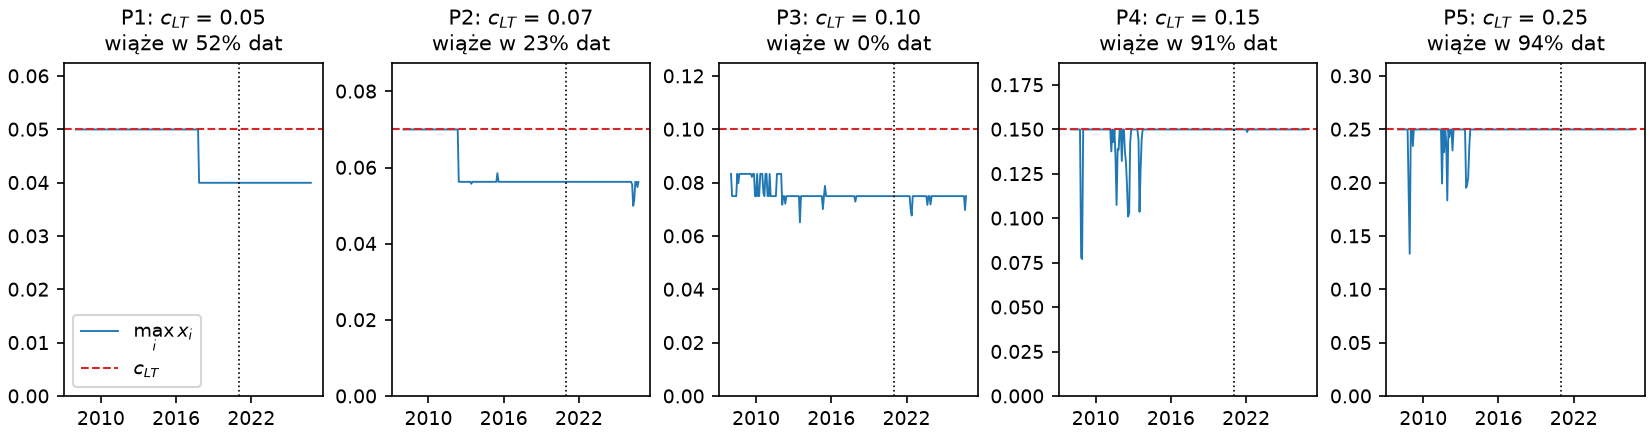 P1: c_LT = 0.05
wiąże w 52% dat
0.06
0.05
0.04
0.03
0.02
0.01
0.00
2010 2016 2022
max x_i
i
c_LT
P2: c_LT = 0.07
wiąże w 23% dat
0.08
0.06
0.04
0.02
0.00
2010 2016 2022
P3: c_LT = 0.10
wiąże w 0% dat
0.12
0.10
0.08
0.06
0.04
0.02
0.00
2010 2016 2022
P4: c_LT = 0.15
wiąże w 91% dat
0.175
0.150
0.125
0.100
0.075
0.050
0.025
0.000
2010 2016 2022
P5: c_LT = 0.25
wiąże w 94% dat
0.30
0.25
0.20
0.15
0.10
0.05
0.00
2010 2016 2022